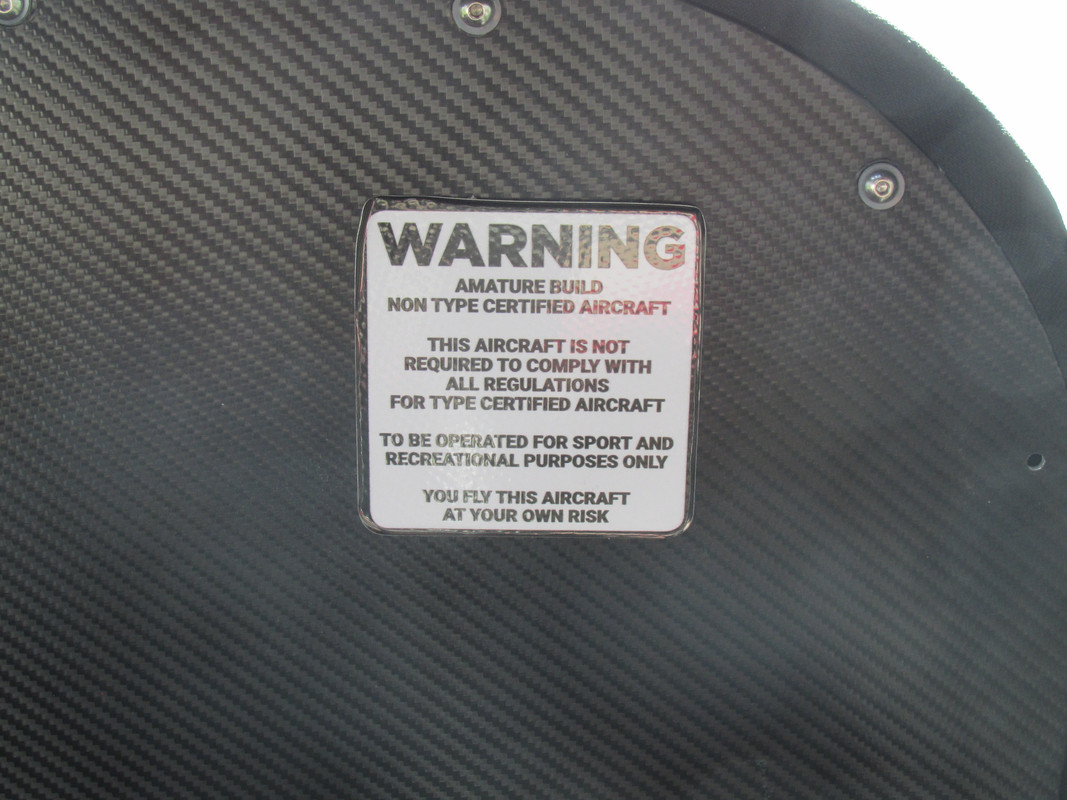 WARNING
AMATURE BUILD
NON TYPE CERTIFIED AIRCRAFT
THIS AIRCRAFT IS NOT
REQUIRED TO COMPLY WITH
ALL REGULATIONS
FOR TYPE CERTIFIED AIRCRAFT
TO BE OPERATED FOR SPORT AND
RECREATIONAL PURPOSES ONLY
YOU FLY THIS AIRCRAFT
AT YOUR OWN RISK